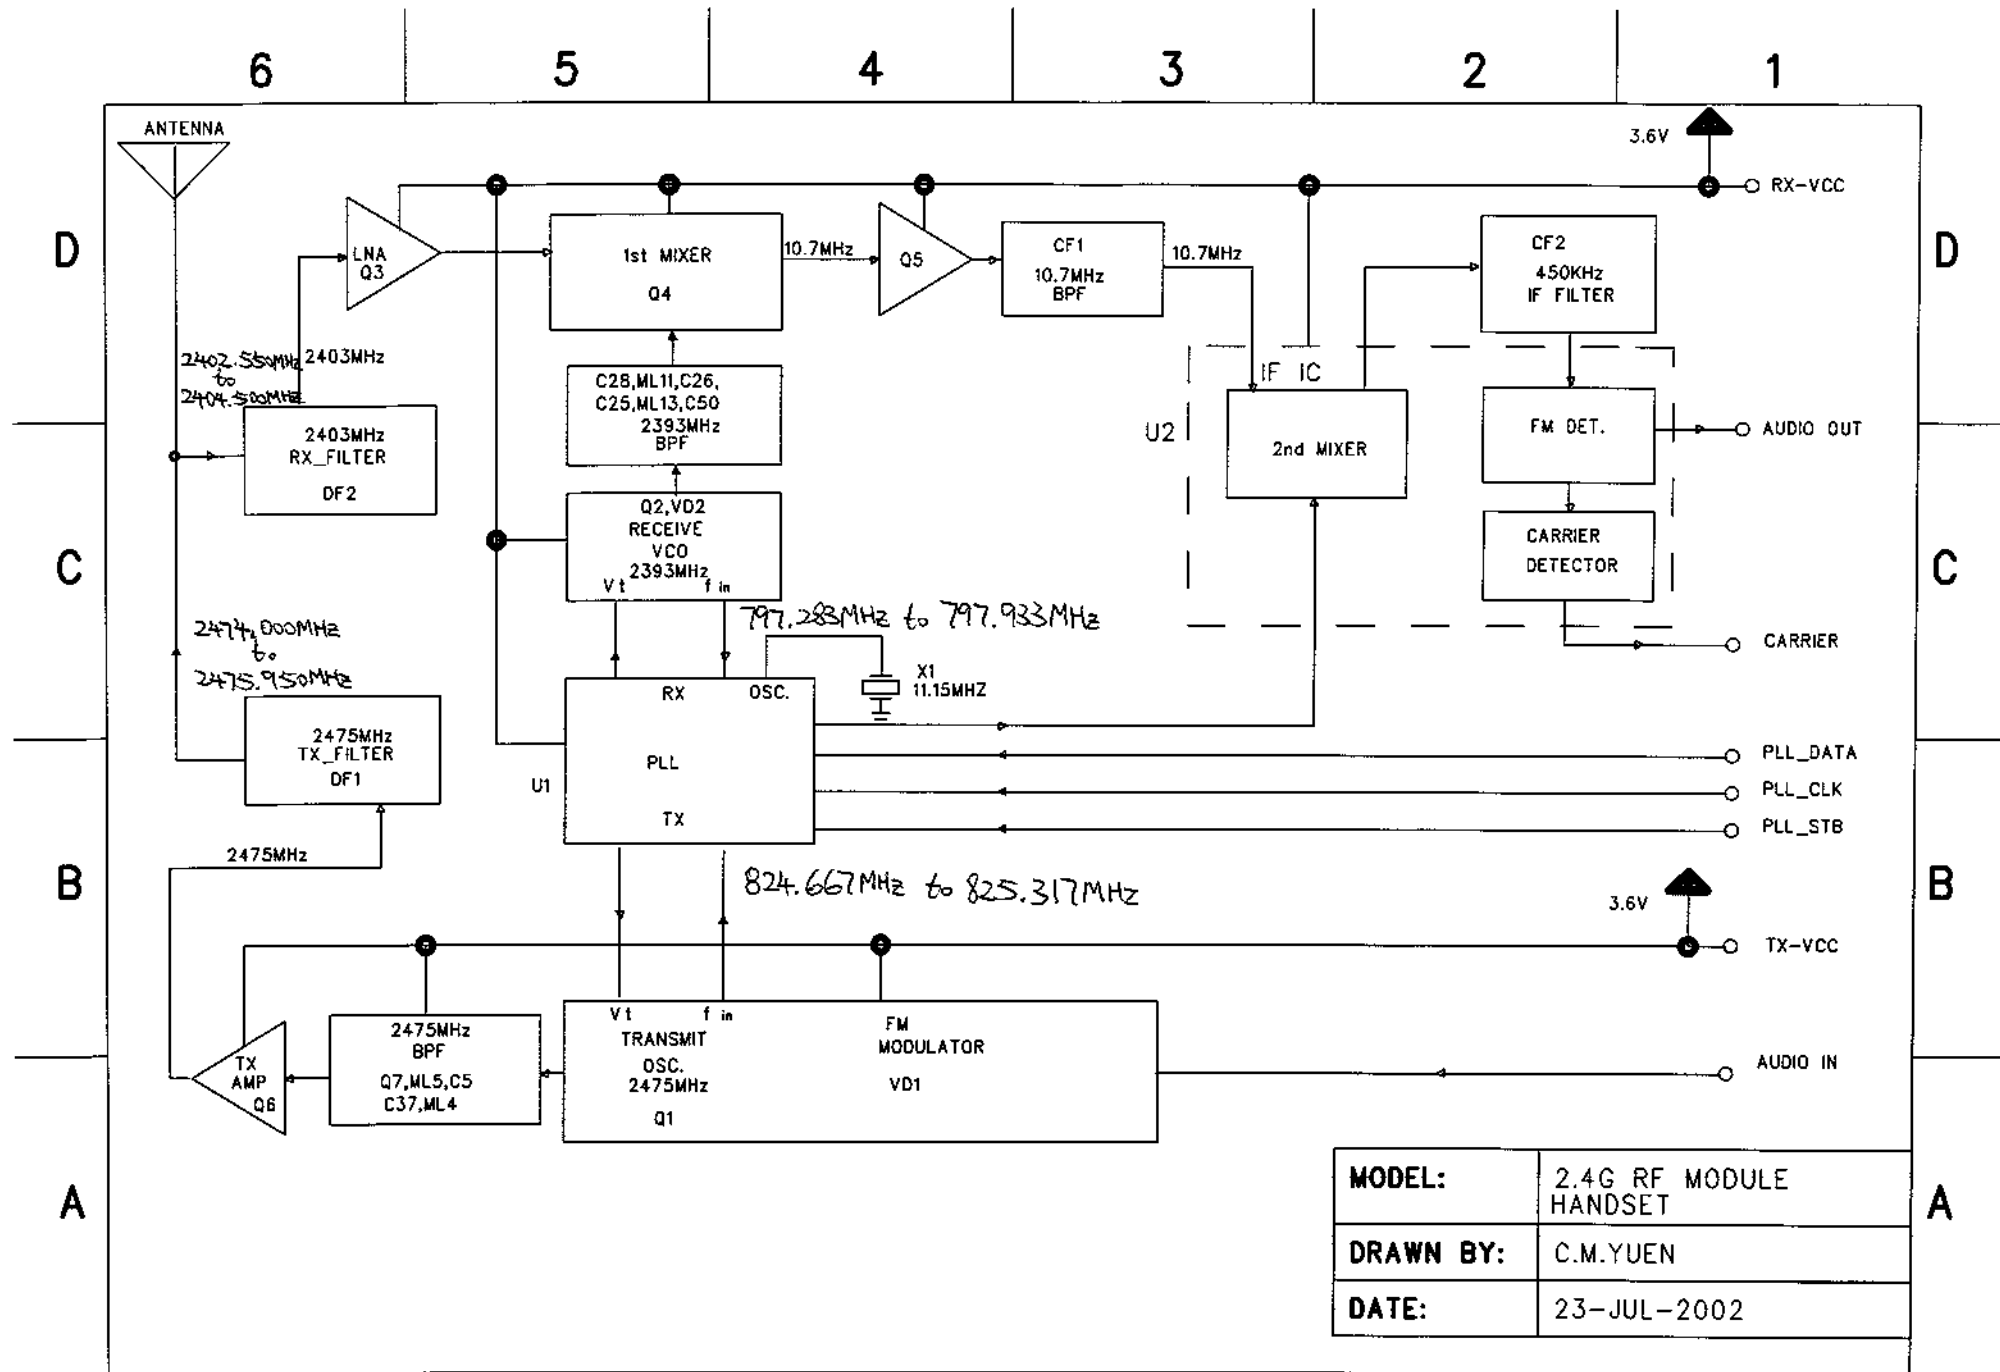 6 5 4 3 2 1
ANTENNA
3.6V
RX-VCC
D
D
LNA
Q3
1st MIXER
Q4
10.7MHz
Q5
CF1
10.7MHz
BPF
10.7MHz
CF2
450KHz
IF FILTER
2402.550MHz
to
2404.500MHz
2403MHz
C28,ML11,C26,
C25,ML13,C50
2393MHz
BPF
IF IC
U2
2nd MIXER
FM DET.
AUDIO OUT
2403MHz
RX_FILTER
DF2
Q2,VD2
RECEIVE
VCO
2393MHz
Vt f in
CARRIER
DETECTOR
C
C
797.283MHz to 797.933MHz
CARRIER
2474.000MHz
to
2475.950MHz
X1
11.15MHZ
RX OSC.
PLL
TX
U1
2475MHz
TX_FILTER
DF1
PLL_DATA
PLL_CLK
PLL_STB
2475MHz
B
B
824.667MHz to 825.317MHz
3.6V
TX-VCC
Vt f in
TRANSMIT
OSC.
2475MHz
Q1
FM
MODULATOR
VD1
2475MHz
BPF
Q7,ML5,C5
C37,ML4
TX
AMP
Q6
AUDIO IN
A
A
MODEL: 2.4G RF MODULE
HANDSET
DRAWN BY: C.M.YUEN
DATE: 23-JUL-2002